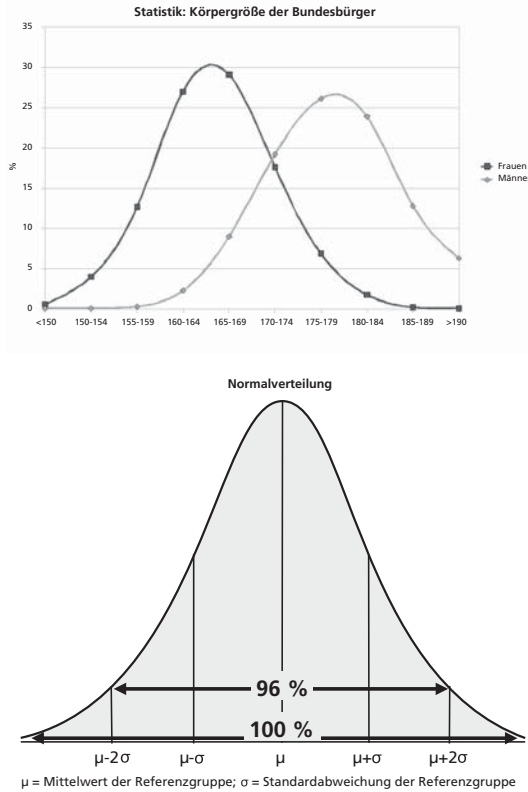 Statistik: Körpergröße der Bundesbürger
35
30
25
20
15
10
5
0
%
<150 150-154 155-159 160-164 165-169 170-174 175-179 180-184 185-189 >190
Frauen
Männe
Normalverteilung
96 %
100 %
μ-2σ μ-σ μ μ+σ μ+2σ
μ = Mittelwert der Referenzgruppe; σ = Standardabweichung der Referenzgruppe